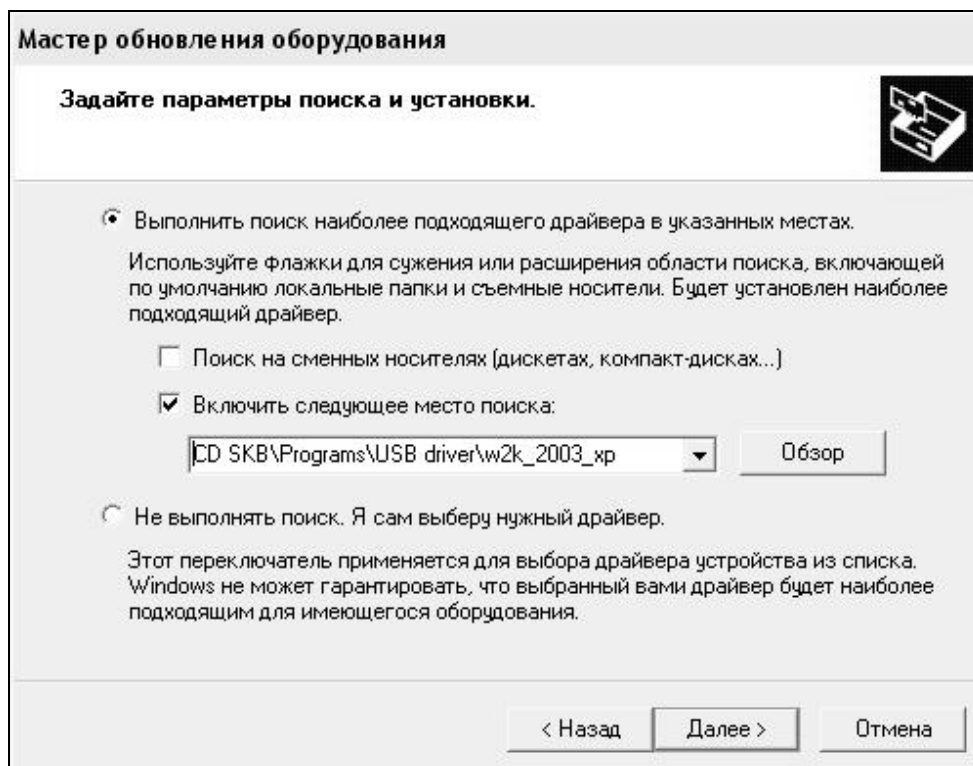 Мастер обновления оборудования
Задайте параметры поиска и установки.
Выполнить поиск наиболее подходящего драйвера в указанных местах.
Используйте флажки для сужения или расширения области поиска, включающей
по умолчанию локальные папки и съемные носители. Будет установлен наиболее
подходящий драйвер.
Поиск на сменных носителях (дискетах, компакт-дисках...)
Включить следующее место поиска:
CD SKB\Programs\USB driver\w2k_2003_xp
Обзор
Не выполнять поиск. Я сам выберу нужный драйвер.
Этот переключатель применяется для выбора драйвера устройства из списка.
Windows не может гарантировать, что выбранный вами драйвер будет наиболее
подходящим для имеющегося оборудования.
< Назад
Далее >
Отмена